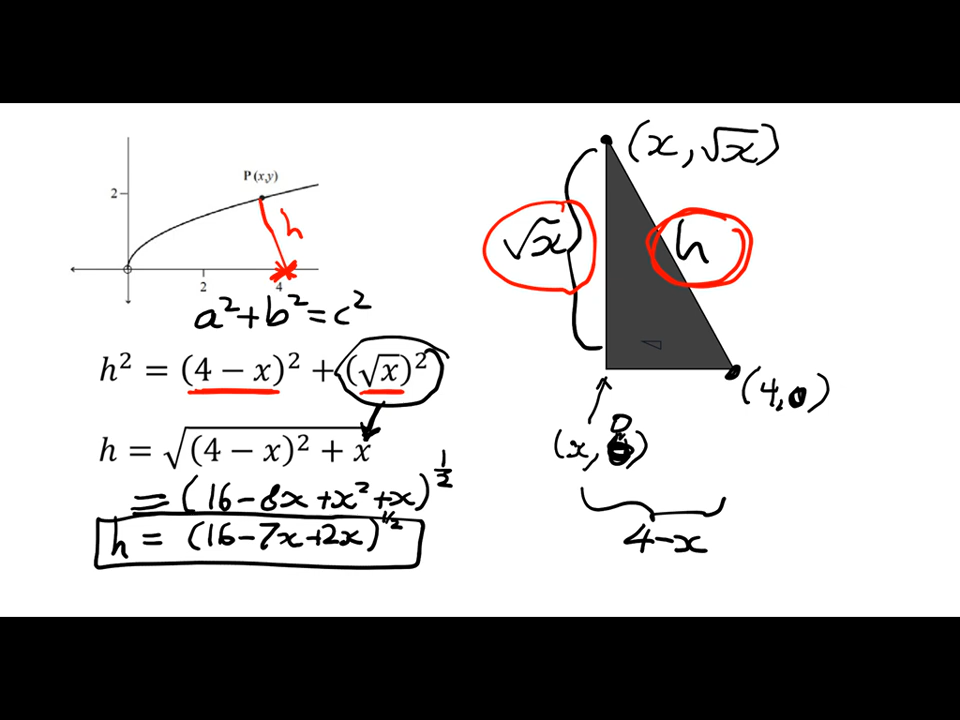 P (x,y)
2
h
2
4
a²+b²=c²
h² = (4 − x)² + (√x)²
h = √((4 − x)² + x)
= (16-8x+x²+x)^½
h = (16-7x+2x)^½
(x, √x)
√x
h
(4, 0)
(x, 0)
4-x